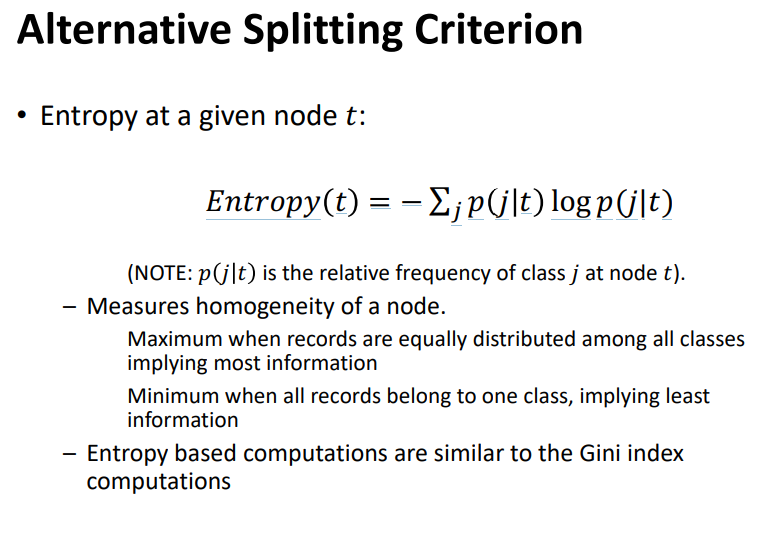 Alternative Splitting Criterion
• Entropy at a given node t:
Entropy(t) = − ∑j p(j|t) log p(j|t)
(NOTE: p(j|t) is the relative frequency of class j at node t).
– Measures homogeneity of a node.
Maximum when records are equally distributed among all classes
implying most information
Minimum when all records belong to one class, implying least
information
– Entropy based computations are similar to the Gini index
computations